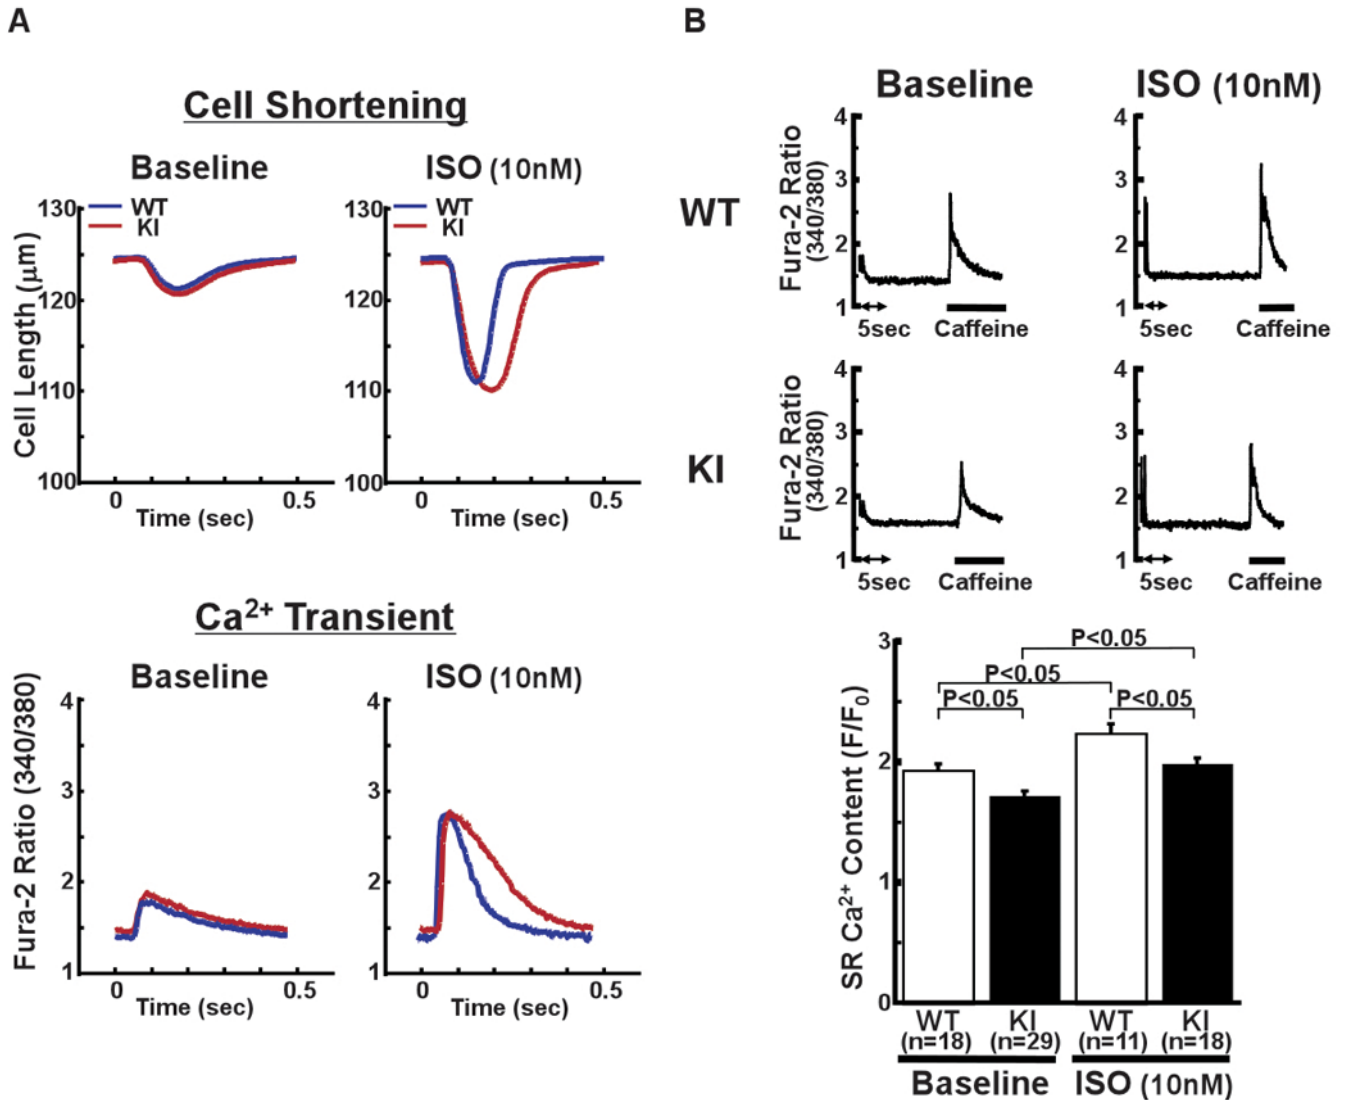 A
Cell Shortening
Baseline
ISO (10nM)
WT
KI
WT
KI
Cell Length (μm)
130
120
110
100
130
120
110
100
0
0.5
0
0.5
Time (sec)
Time (sec)
Ca2+ Transient
Baseline
ISO (10nM)
Fura-2 Ratio (340/380)
4
3
2
1
4
3
2
1
0
0.5
0
0.5
Time (sec)
Time (sec)
B
Baseline
ISO (10nM)
WT
Fura-2 Ratio
(340/380)
4
3
2
1
4
3
2
1
5sec
Caffeine
5sec
Caffeine
KI
Fura-2 Ratio
(340/380)
4
3
2
1
4
3
2
1
5sec
Caffeine
5sec
Caffeine
SR Ca2+ Content (F/F0)
3
2
1
0
P<0.05
P<0.05
P<0.05
P<0.05
WT
KI
WT
KI
(n=18)
(n=29)
(n=11)
(n=18)
Baseline
ISO (10nM)